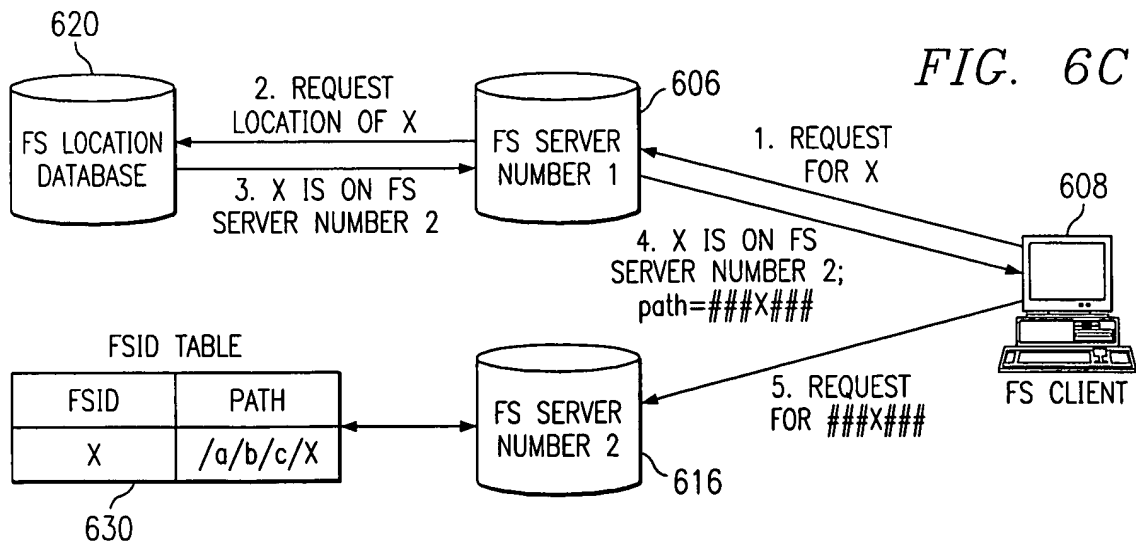 FIG. 6C
620
2. REQUEST
LOCATION OF X
FS LOCATION
DATABASE
3. X IS ON FS
SERVER NUMBER 2
606
FS SERVER
NUMBER 1
1. REQUEST
FOR X
608
4. X IS ON FS
SERVER NUMBER 2;
path=###X###
FS CLIENT
5. REQUEST
FOR ###X###
FSID TABLE
FSID PATH
X /a/b/c/X
630
FS SERVER
NUMBER 2
616